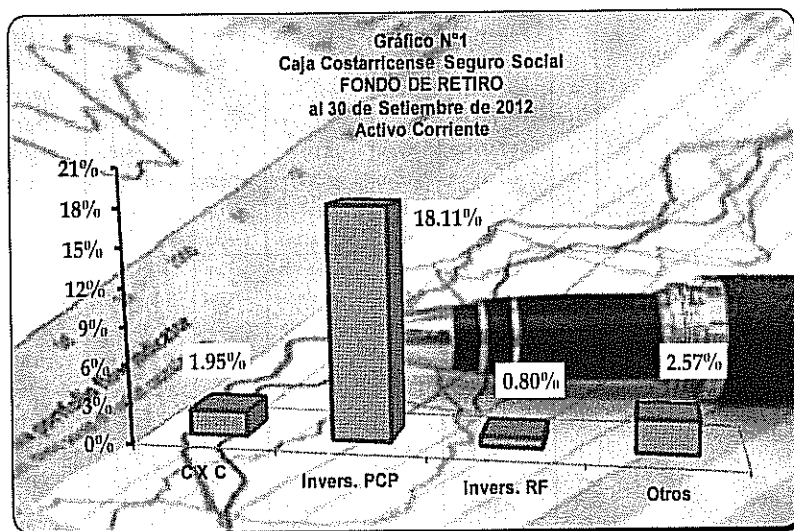 Gráfico N°1
Caja Costarricense Seguro Social
FONDO DE RETIRO
al 30 de Setiembre de 2012
Activo Corriente
21%
18%
15%
12%
9%
6%
3%
0%
1.95%
18.11%
0.80%
2.57%
C X C
Invers. PCP
Invers. RF
Otros